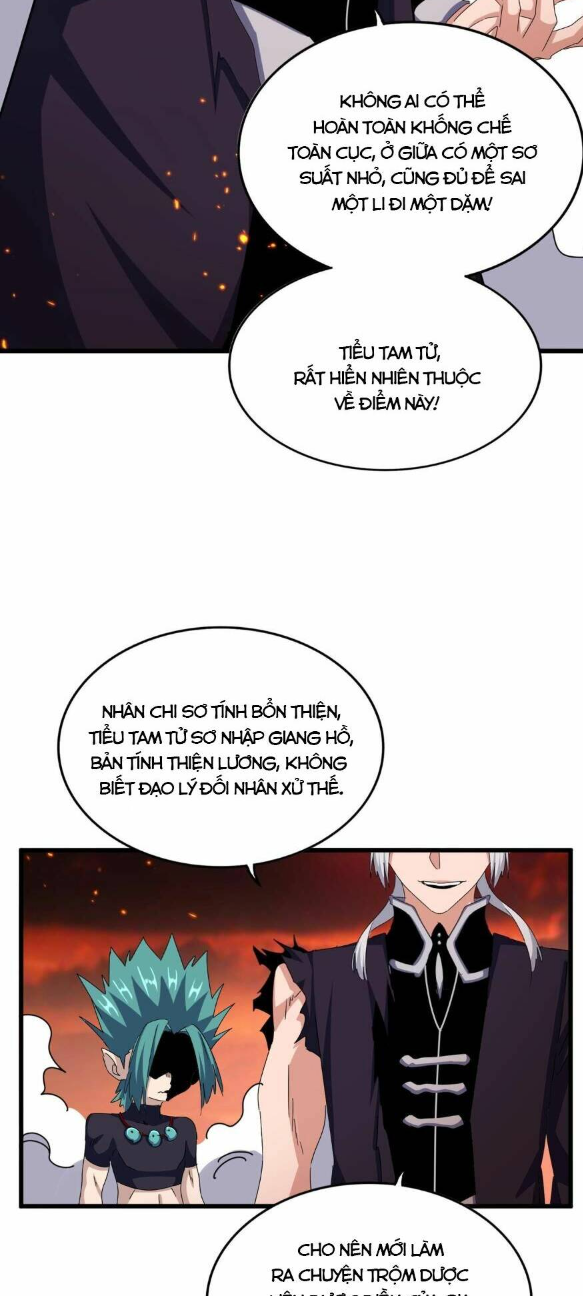 KHÔNG AI CÓ THỂ
HOÀN TOÀN KHỐNG CHẾ
TOÀN CỤC, Ở GIỮA CÓ MỘT SƠ
SUẤT NHỎ, CŨNG ĐỦ ĐỂ SAI
MỘT LI ĐI MỘT DẶM!
TIỂU TAM TỬ,
RẤT HIỂN NHIÊN THUỘC
VỀ ĐIỂM NÀY!
NHÂN CHI SƠ TÍNH BỔN THIỆN,
TIỂU TAM TỬ SƠ NHẬP GIANG HỒ,
BẢN TÍNH THIỆN LƯƠNG, KHÔNG
BIẾT ĐẠO LÝ ĐỐI NHÂN XỬ THẾ.
CHO NÊN MỚI LÀM
RA CHUYỆN TRỘM DƯỢC